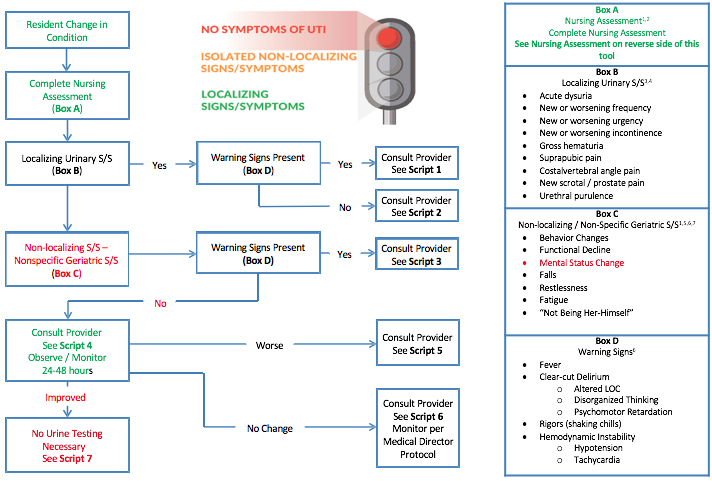 Resident Change in
Condition
Complete Nursing
Assessment
(Box A)
Localizing Urinary S/S
(Box B)
Yes
Warning Signs Present
(Box D)
Yes
Consult Provider
See Script 1
No
Consult Provider
See Script 2
Non-localizing S/S –
Nonspecific Geriatric S/S
(Box C)
Warning Signs Present
(Box D)
Yes
Consult Provider
See Script 3
No
Consult Provider
See Script 4
Observe / Monitor
24-48 hours
Worse
Consult Provider
See Script 5
Improved
No Change
Consult Provider
See Script 6
Monitor per
Medical Director
Protocol
No Urine Testing
Necessary
See Script 7
NO SYMPTOMS OF UTI
ISOLATED NON-LOCALIZING
SIGNS/SYMPTOMS
LOCALIZING
SIGNS/SYMPTOMS
Box A
Nursing Assessment1,2
Complete Nursing Assessment
See Nursing Assessment on reverse side of this
tool
Box B
Localizing Urinary S/S3,4
• Acute dysuria
• New or worsening frequency
• New or worsening urgency
• New or worsening incontinence
• Gross hematuria
• Suprapubic pain
• Costalvertebral angle pain
• New scrotal / prostate pain
• Urethral purulence
Box C
Non-localizing / Non-Specific Geriatric S/S1,5,6,7
• Behavior Changes
• Functional Decline
• Mental Status Change
• Falls
• Restlessness
• Fatigue
• “Not Being Her-Himself”
Box D
Warning Signs6
• Fever
• Clear-cut Delirium
o Altered LOC
o Disorganized Thinking
o Psychomotor Retardation
• Rigors (shaking chills)
• Hemodynamic Instability
o Hypotension
o Tachycardia